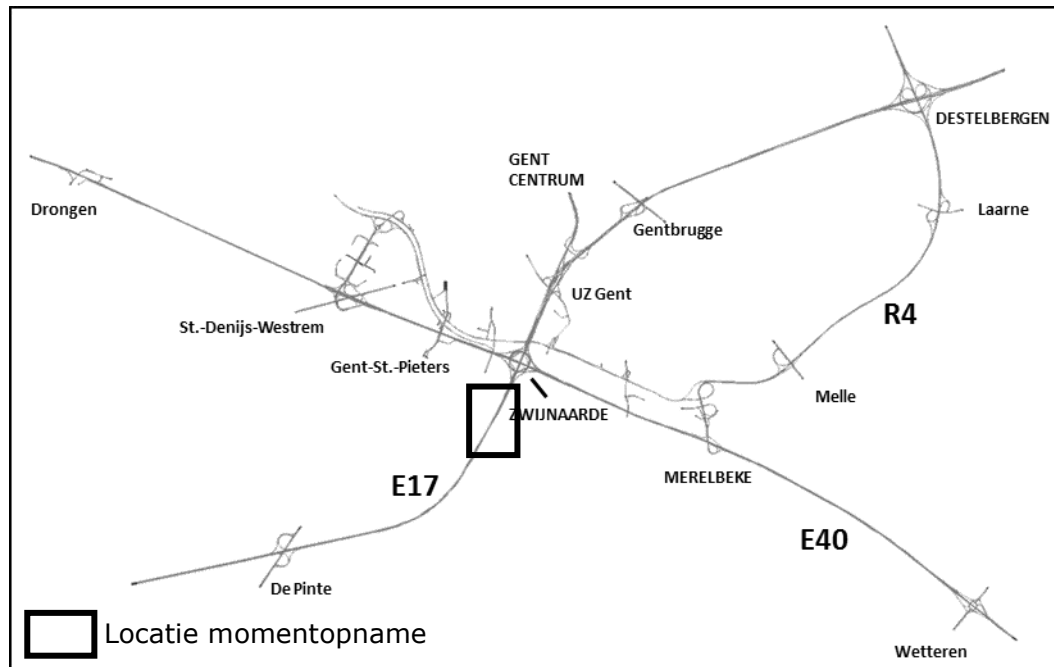 DESTELBERGEN
GENT
CENTRUM
Drongen
Gentbrugge
Laarne
UZ Gent
St.-Denijs-Westrem
R4
Gent-St.-Pieters
Melle
ZWIJNAARDE
MERELBEKE
E17
E40
De Pinte
Locatie momentopname
Wetteren